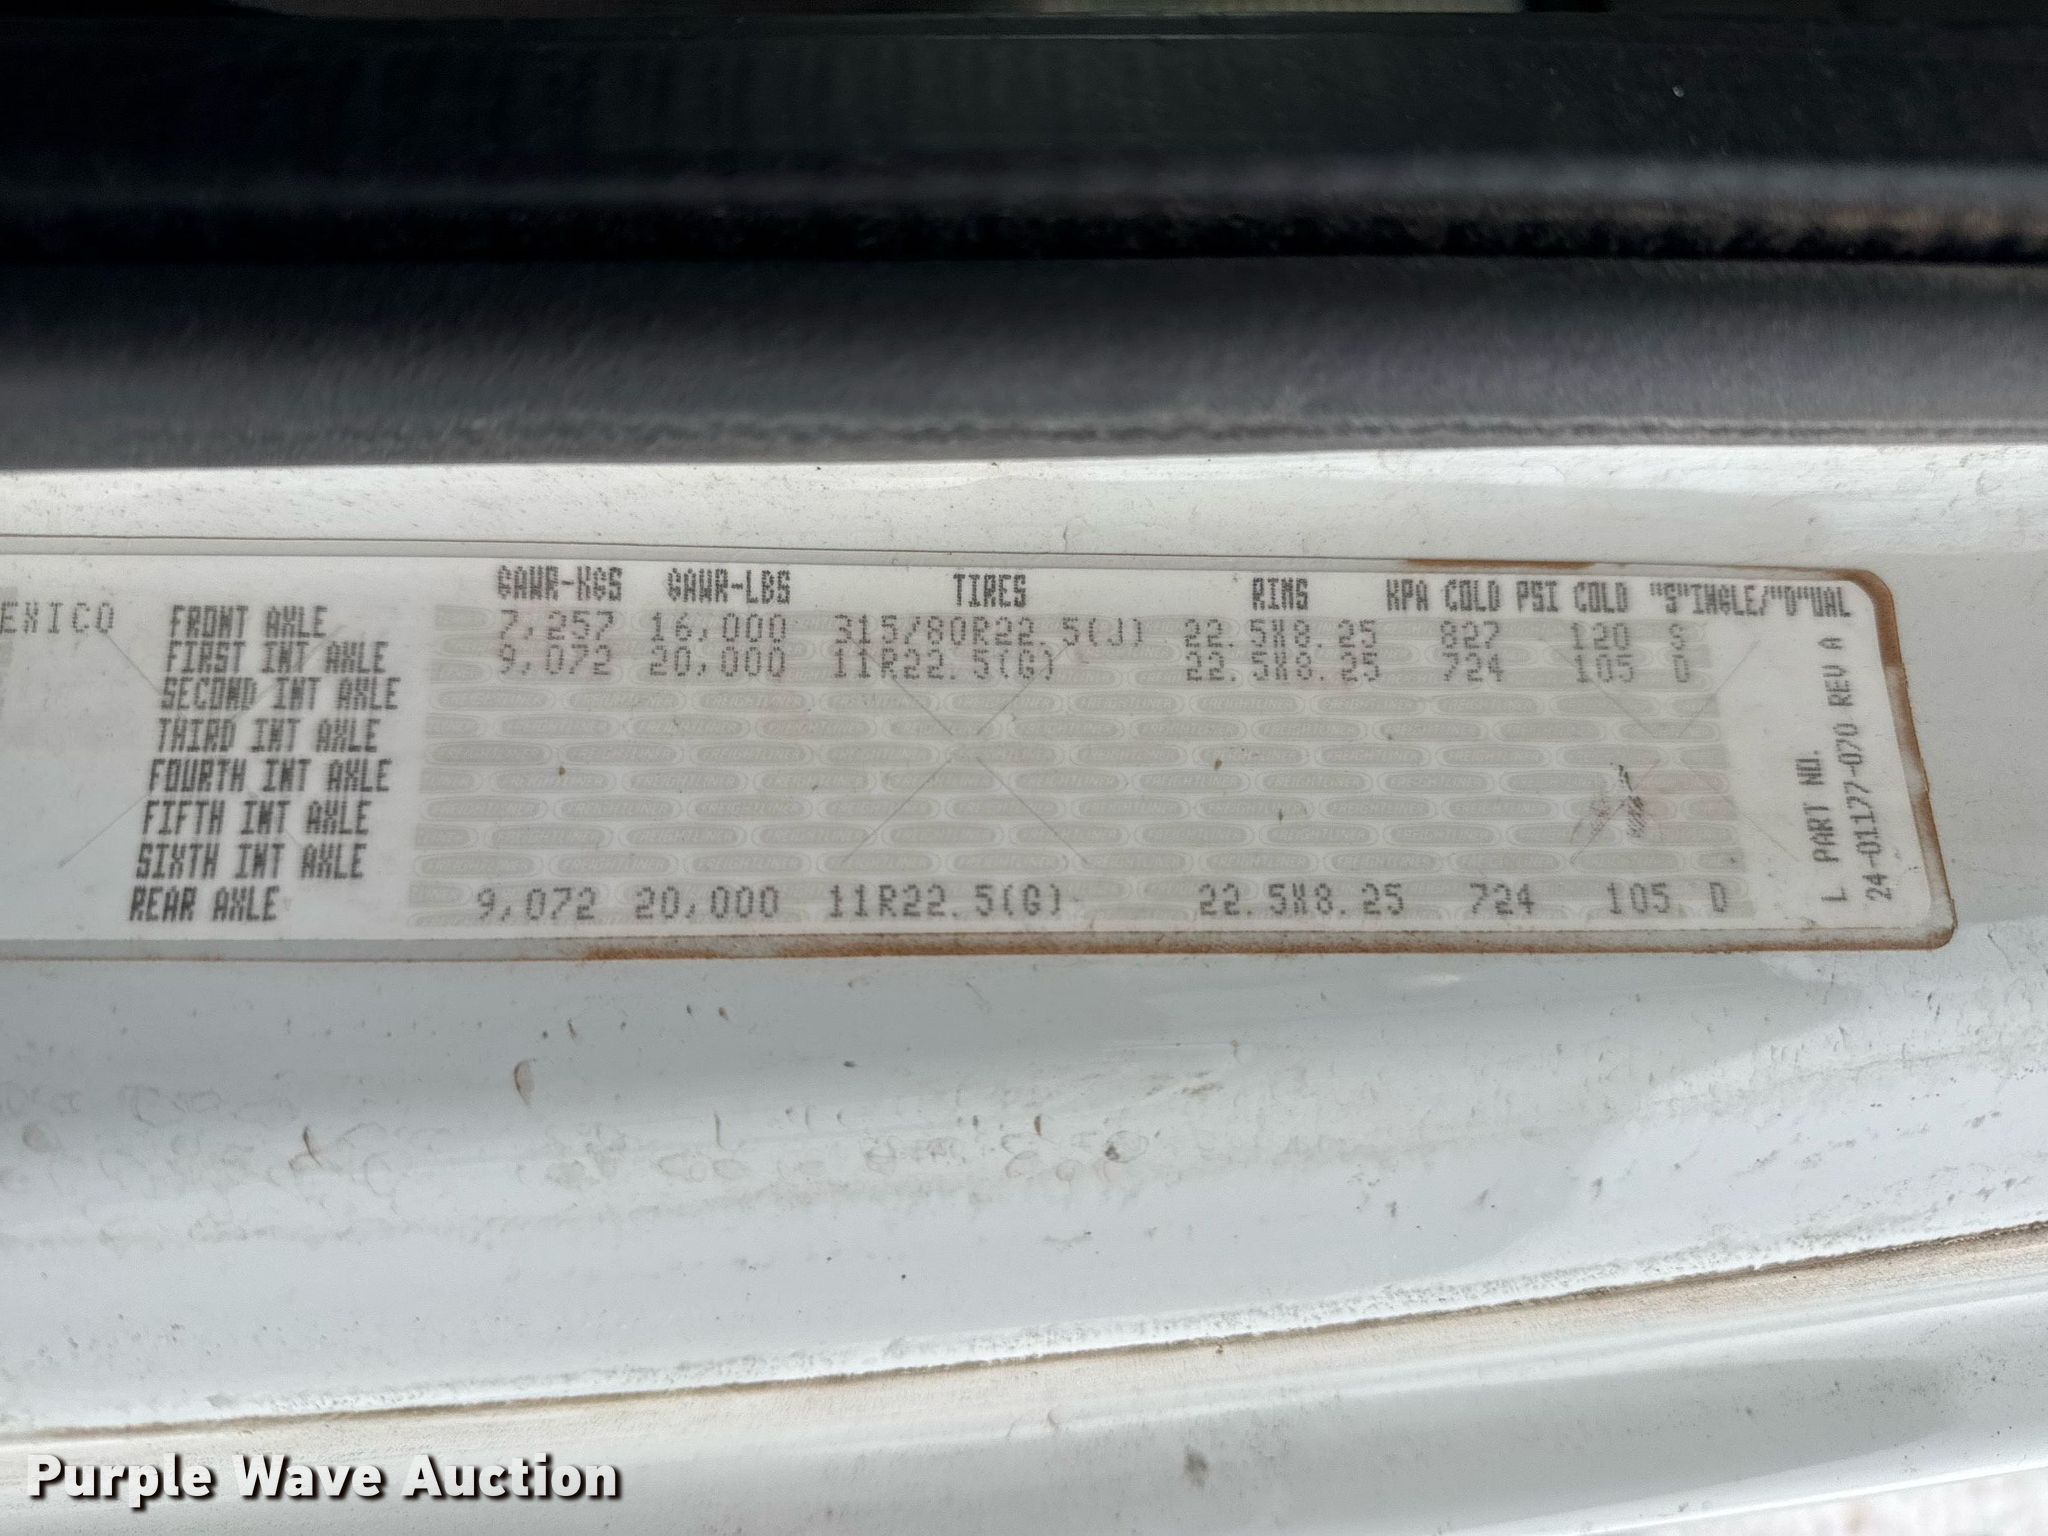 GAWR-KGS GAWR-LBS TIRES RIMS KPA COLD PSI COLD "S"INGLE/"D"UAL
EXICO FRONT AXLE 7,257 16,000 315/80R22.5(J) 22.5X8.25 827 120 S
FIRST INT AXLE 9,072 20,000 11R22.5(G) 22.5X8.25 724 105 D
SECOND INT AXLE
THIRD INT AXLE
FOURTH INT AXLE
FIFTH INT AXLE
SIXTH INT AXLE
REAR AXLE 9,072 20,000 11R22.5(G) 22.5X8.25 724 105 D
L PART NO.
24-01177-070 REV A
FREIGHTLINER
Purple Wave Auction